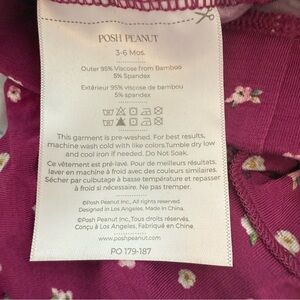 POSH PEANUT
3-6 Mos.
Outer 95% Viscose from Bamboo
5% Spandex
Extérieur 95% viscose de bambou
5% spandex
This garment is pre-washed. For best results,
machine wash cold with like colors.Tumble dry low
and cool iron if needed. Do Not Soak.
Ce vêtement est pré-lavé. Pour de meilleurs résultats,
laver en machine à froid avec des couleurs similaires.
Sécher par culbutage à basse température et repasser
à froid si nécessaire. Ne pas tremper.
©Posh Peanut Inc., All rights reserved
Designed in Los Angeles, Made in China.
©Posh Peanut Inc, Tous droits réservés.
Conçu à Los Angeles, Fabriqué en Chine.
www.poshpeanut.com
PO 179-187